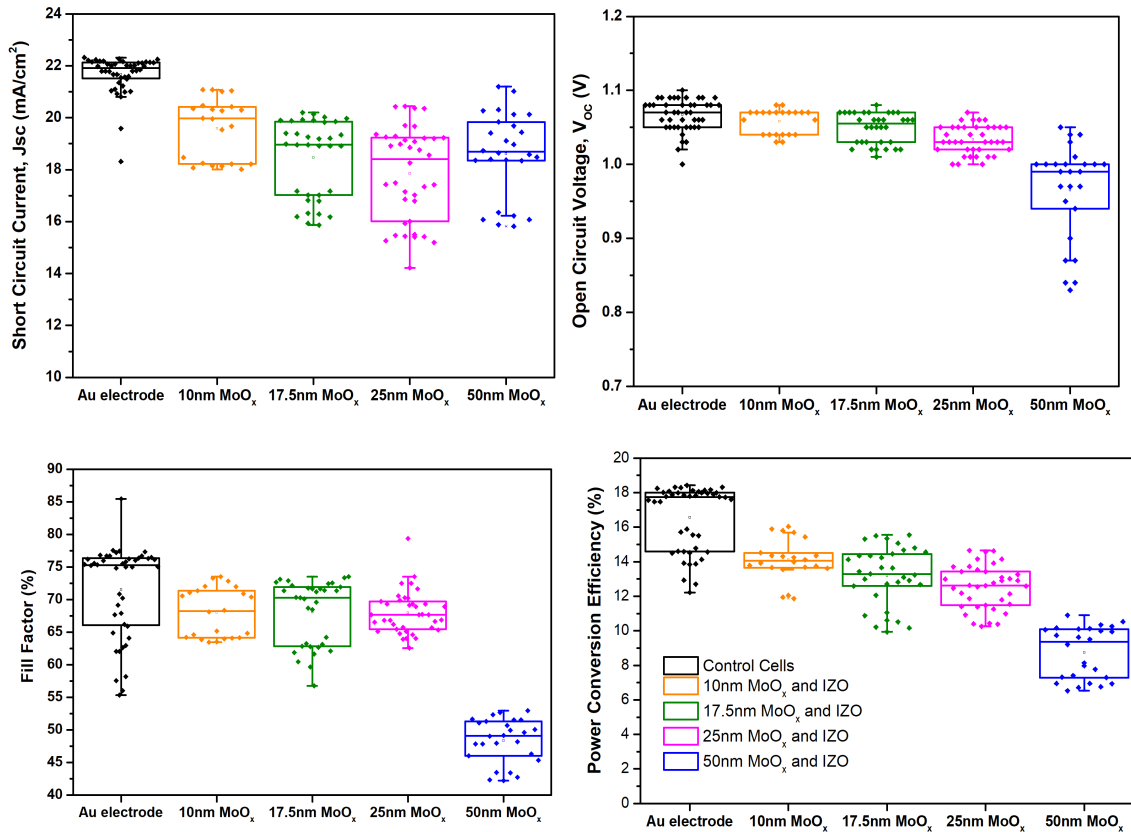 Short Circuit Current, Jsc (mA/cm²)
24
22
20
18
16
14
12
10
Au electrode 10nm MoOₓ 17.5nm MoOₓ 25nm MoOₓ 50nm MoOₓ
Open Circuit Voltage, V_OC (V)
1.2
1.1
1.0
0.9
0.8
0.7
Au electrode 10nm MoOₓ 17.5nm MoOₓ 25nm MoOₓ 50nm MoOₓ
Fill Factor (%)
90
85
80
75
70
65
60
55
50
45
40
Au electrode 10nm MoOₓ 17.5nm MoOₓ 25nm MoOₓ 50nm MoOₓ
Power Conversion Efficiency (%)
20
18
16
14
12
10
8
6
4
2
0
Control Cells
10nm MoOₓ and IZO
17.5nm MoOₓ and IZO
25nm MoOₓ and IZO
50nm MoOₓ and IZO
Au electrode 10nm MoOₓ 17.5nm MoOₓ 25nm MoOₓ 50nm MoOₓ